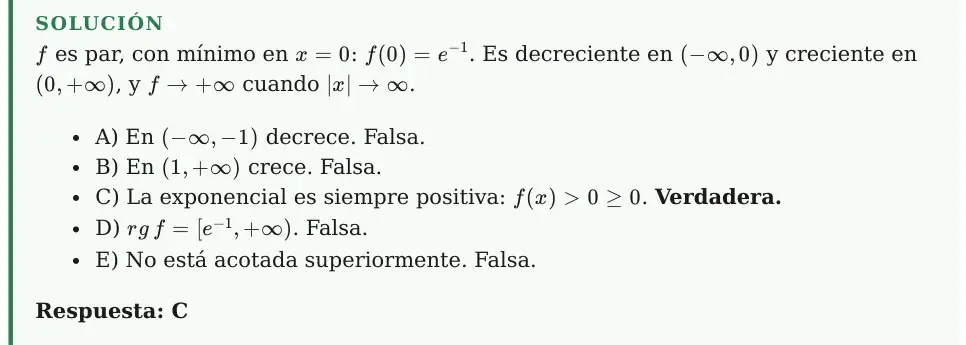 SOLUCIÓN
f es par, con mínimo en x = 0: f(0) = e⁻¹. Es decreciente en (−∞, 0) y creciente en
(0, +∞), y f → +∞ cuando |x| → ∞.
• A) En (−∞, −1) decrece. Falsa.
• B) En (1, +∞) crece. Falsa.
• C) La exponencial es siempre positiva: f(x) > 0 ≥ 0. Verdadera.
• D) rg f = [e⁻¹, +∞). Falsa.
• E) No está acotada superiormente. Falsa.
Respuesta: C